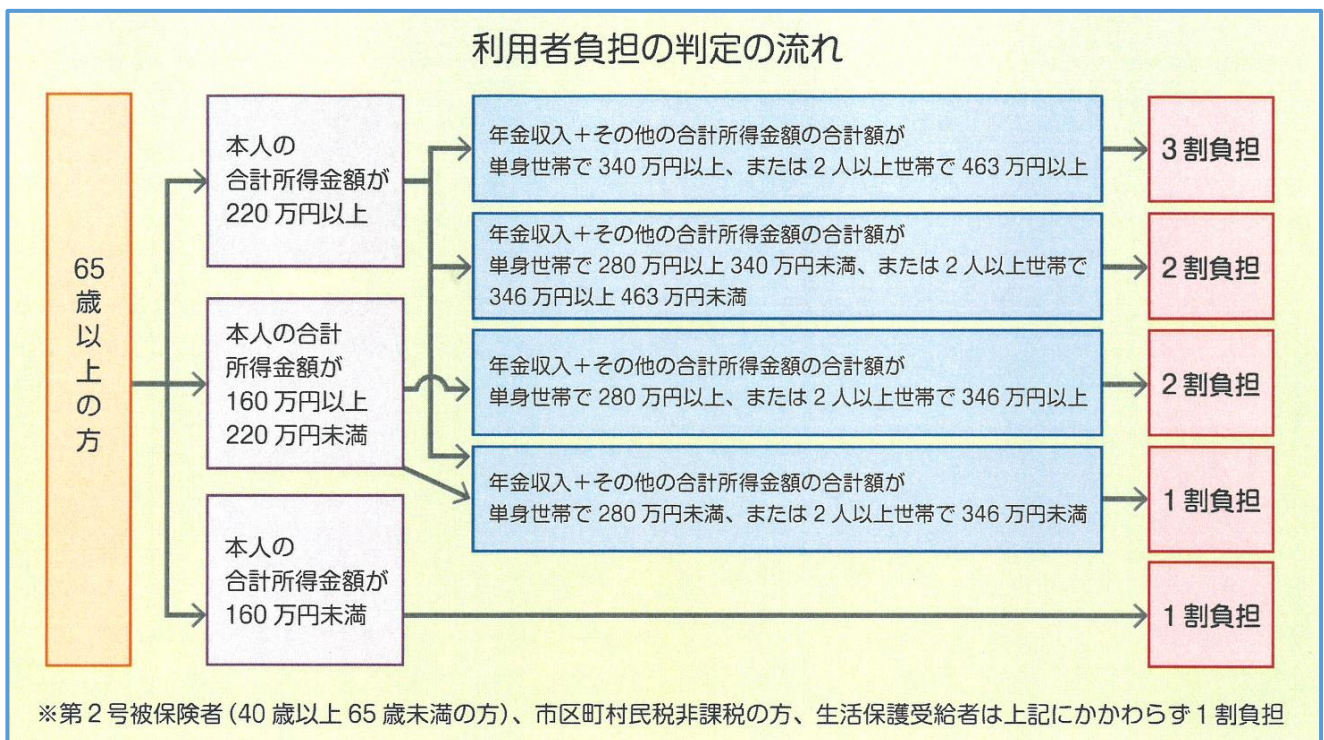 利用者負担の判定の流れ
65歳以上の方
本人の
合計所得金額が
220万円以上
本人の合計
所得金額が
160万円以上
220万円未満
本人の
合計所得金額が
160万円未満
年金収入＋その他の合計所得金額の合計額が
単身世帯で340万円以上、または2人以上世帯で463万円以上
3割負担
年金収入＋その他の合計所得金額の合計額が
単身世帯で280万円以上340万円未満、または2人以上世帯で
346万円以上463万円未満
2割負担
年金収入＋その他の合計所得金額の合計額が
単身世帯で280万円以上、または2人以上世帯で346万円以上
2割負担
年金収入＋その他の合計所得金額の合計額が
単身世帯で280万円未満、または2人以上世帯で346万円未満
1割負担
1割負担
※第2号被保険者(40歳以上65歳未満の方)、市区町村民税非課税の方、生活保護受給者は上記にかかわらず1割負担